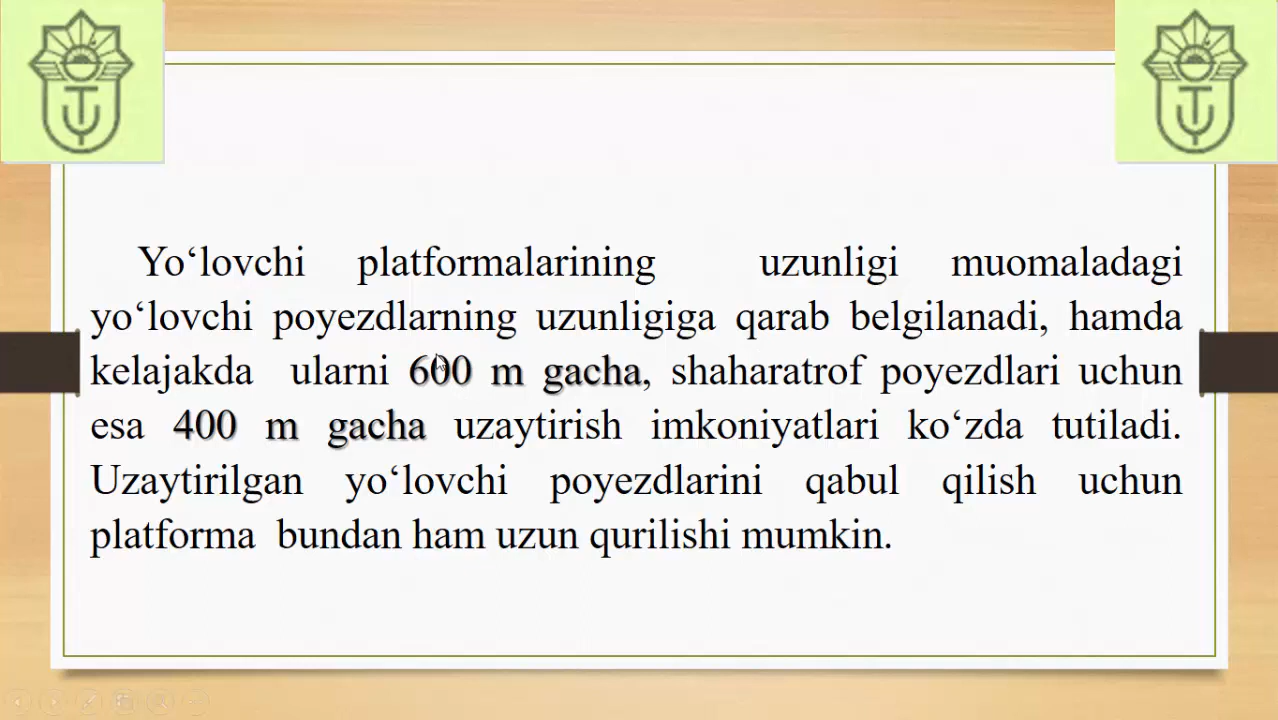 Yo‘lovchi platformalarining uzunligi muomaladagi
yo‘lovchi poyezdlarning uzunligiga qarab belgilanadi, hamda
kelajakda ularni 600 m gacha, shaharatrof poyezdlari uchun
esa 400 m gacha uzaytirish imkoniyatlari ko‘zda tutiladi.
Uzaytirilgan yo‘lovchi poyezdlarini qabul qilish uchun
platforma bundan ham uzun qurilishi mumkin.